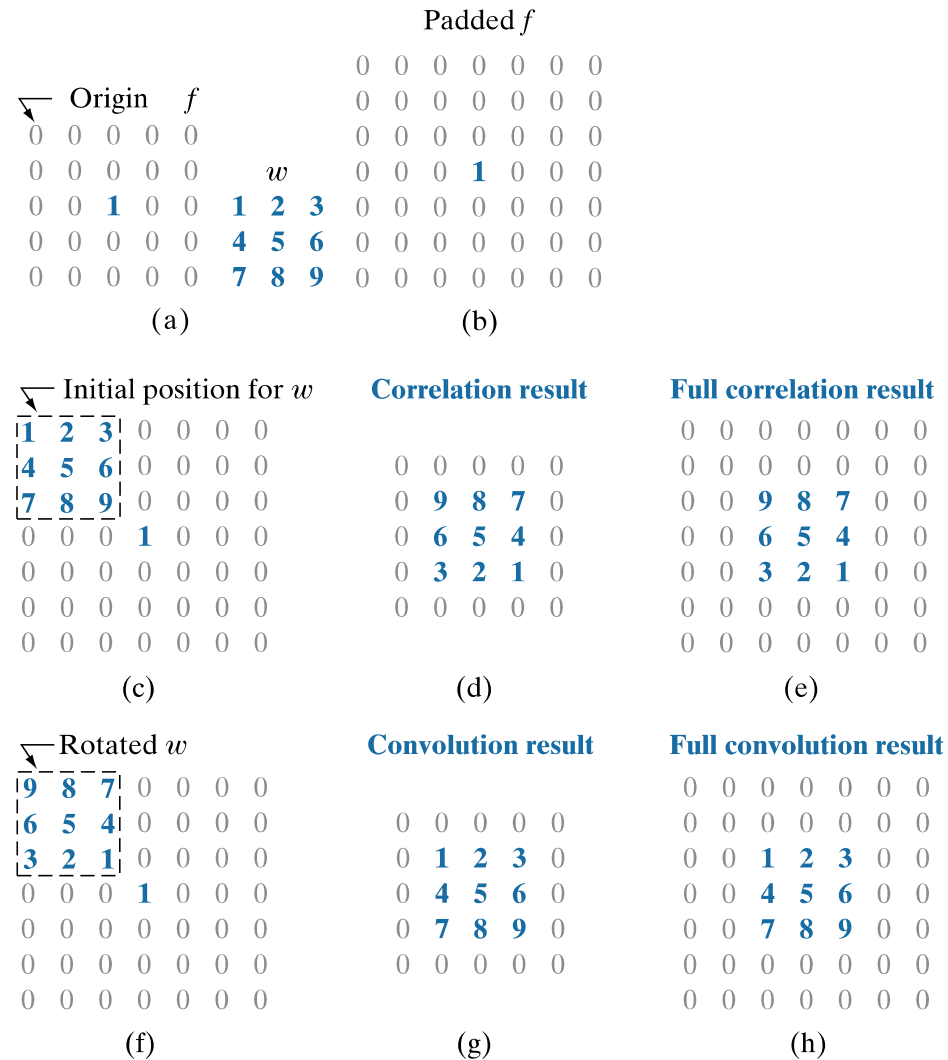 Padded f
0 0 0 0 0 0 0
0 0 0 0 0 0 0
Origin f
0 0 0 0 0 0 0 0 0 0 0 0
0 0 0 0 0 w 0 0 0 1 0 0 0
0 0 1 0 0 1 2 3 0 0 0 0 0 0 0
0 0 0 0 0 4 5 6 0 0 0 0 0 0 0
0 0 0 0 0 7 8 9 0 0 0 0 0 0 0
(a) (b)
Initial position for w Correlation result Full correlation result
1 2 3 0 0 0 0 0 0 0 0 0 0 0
4 5 6 0 0 0 0 0 0 0 0 0 0 0 0 0 0 0 0
7 8 9 0 0 0 0 0 9 8 7 0 0 0 9 8 7 0 0
0 0 0 1 0 0 0 0 6 5 4 0 0 0 6 5 4 0 0
0 0 0 0 0 0 0 0 3 2 1 0 0 0 3 2 1 0 0
0 0 0 0 0 0 0 0 0 0 0 0 0 0 0 0 0 0 0
0 0 0 0 0 0 0 0 0 0 0 0 0 0
(c) (d) (e)
Rotated w Convolution result Full convolution result
9 8 7 0 0 0 0 0 0 0 0 0 0 0
6 5 4 0 0 0 0 0 0 0 0 0 0 0 0 0 0 0 0
3 2 1 0 0 0 0 0 1 2 3 0 0 0 1 2 3 0 0
0 0 0 1 0 0 0 0 4 5 6 0 0 0 4 5 6 0 0
0 0 0 0 0 0 0 0 7 8 9 0 0 0 7 8 9 0 0
0 0 0 0 0 0 0 0 0 0 0 0 0 0 0 0 0 0 0
0 0 0 0 0 0 0 0 0 0 0 0 0 0
(f) (g) (h)